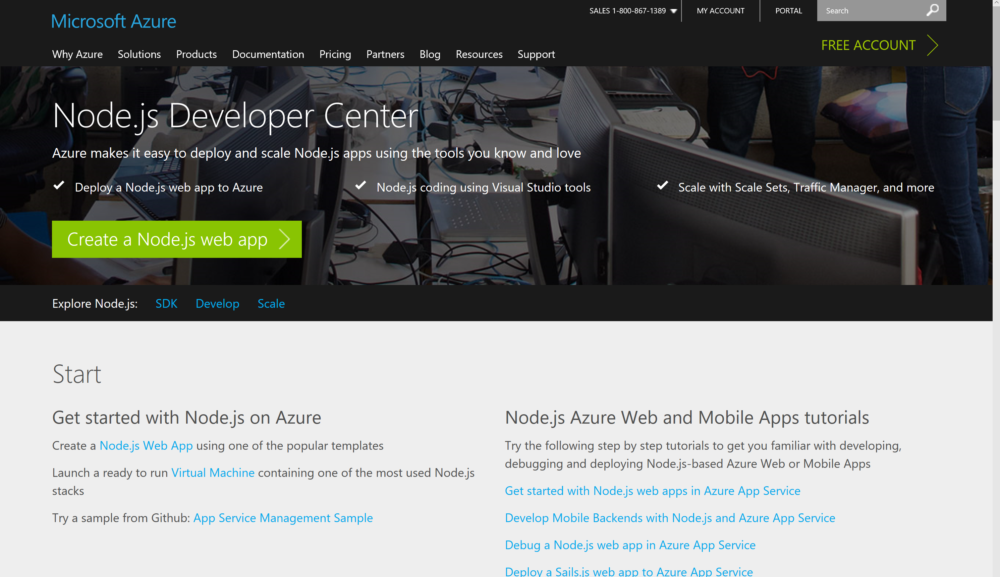 Microsoft Azure
SALES 1-800-867-1389
MY ACCOUNT
PORTAL
Search
FREE ACCOUNT
Why Azure Solutions Products Documentation Pricing Partners Blog Resources Support
Node.js Developer Center
Azure makes it easy to deploy and scale Node.js apps using the tools you know and love
Deploy a Node.js web app to Azure
Node.js coding using Visual Studio tools
Scale with Scale Sets, Traffic Manager, and more
Create a Node.js web app
Explore Node.js: SDK Develop Scale
Start
Get started with Node.js on Azure
Create a Node.js Web App using one of the popular templates
Launch a ready to run Virtual Machine containing one of the most used Node.js
stacks
Try a sample from Github: App Service Management Sample
Node.js Azure Web and Mobile Apps tutorials
Try the following step by step tutorials to get you familiar with developing,
debugging and deploying Node.js-based Azure Web or Mobile Apps
Get started with Node.js web apps in Azure App Service
Develop Mobile Backends with Node.js and Azure App Service
Debug a Node.js web app in Azure App Service
Deploy a Sails.js web app to Azure App Service